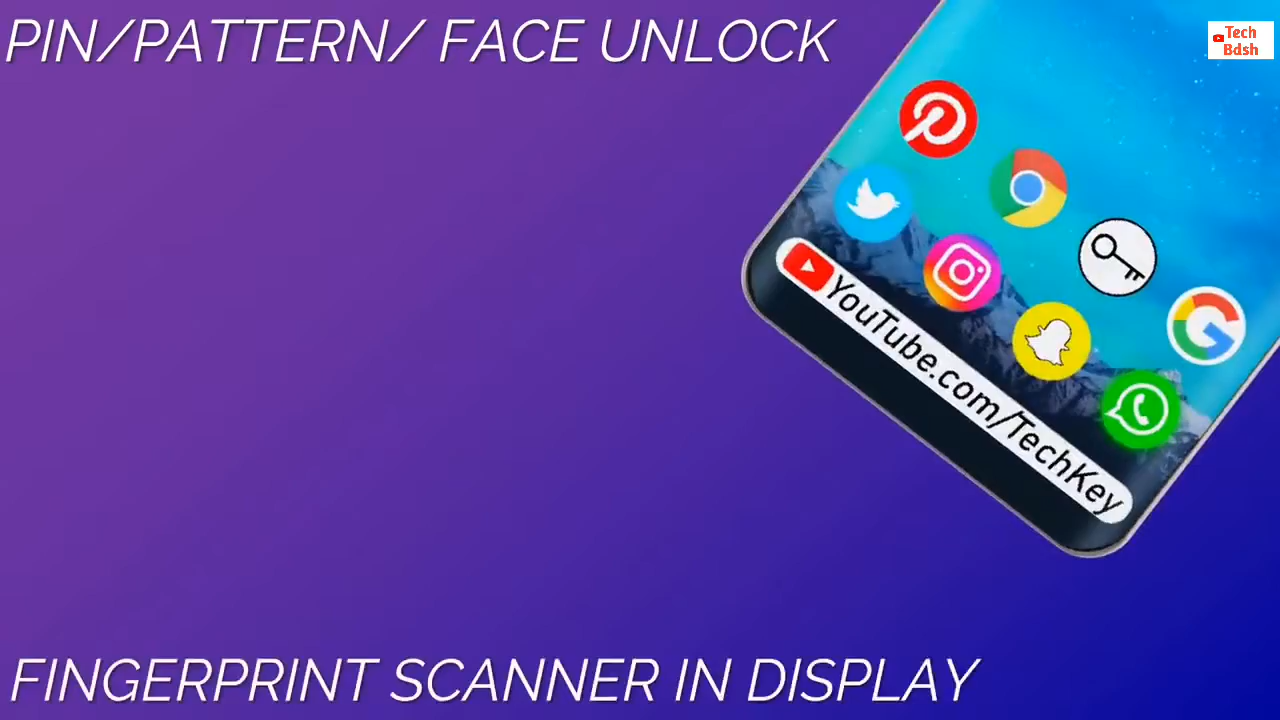 PIN/PATTERN/ FACE UNLOCK
Tech
Bdsh
YouTube.com/TechKey
FINGERPRINT SCANNER IN DISPLAY